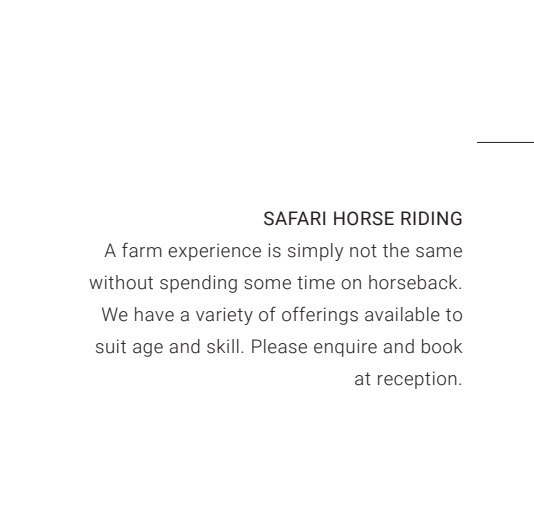 SAFARI HORSE RIDING
A farm experience is simply not the same
without spending some time on horseback.
We have a variety of offerings available to
suit age and skill. Please enquire and book
at reception.